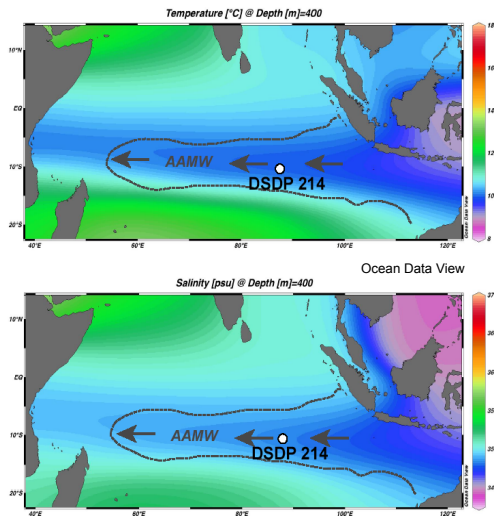 Temperature [°C] @ Depth [m]=400
10°N
EQ
10°S
20°S
AAMW
DSDP 214
40°E 60°E 80°E 100°E 120°E
18
16
14
12
10
8
Ocean Data View
Ocean Data View
Salinity [psu] @ Depth [m]=400
10°N
EQ
10°S
20°S
AAMW
DSDP 214
40°E 60°E 80°E 100°E 120°E
37
36
35
35
34
Ocean Data View